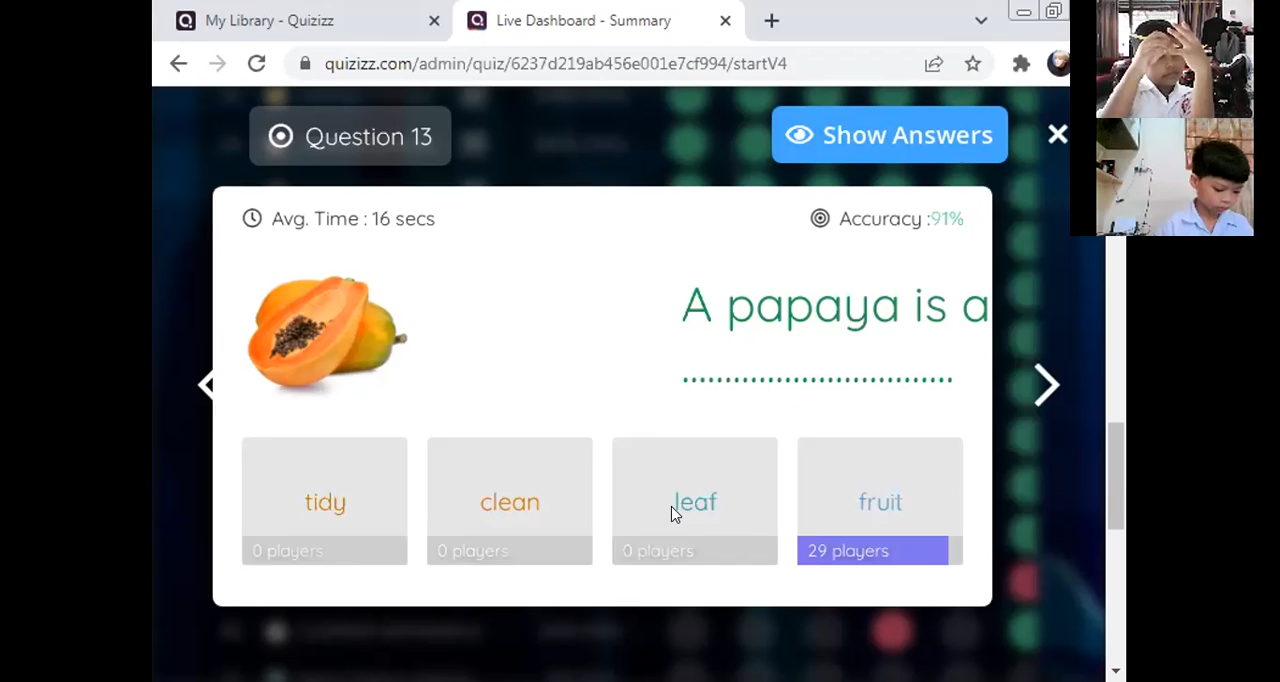 My Library - Quizizz
Live Dashboard - Summary
quizizz.com/admin/quiz/6237d219ab456e001e7cf994/startV4
Question 13
Show Answers
Avg. Time : 16 secs
Accuracy :91%
A papaya is a
................................
tidy
clean
leaf
fruit
0 players
0 players
0 players
29 players